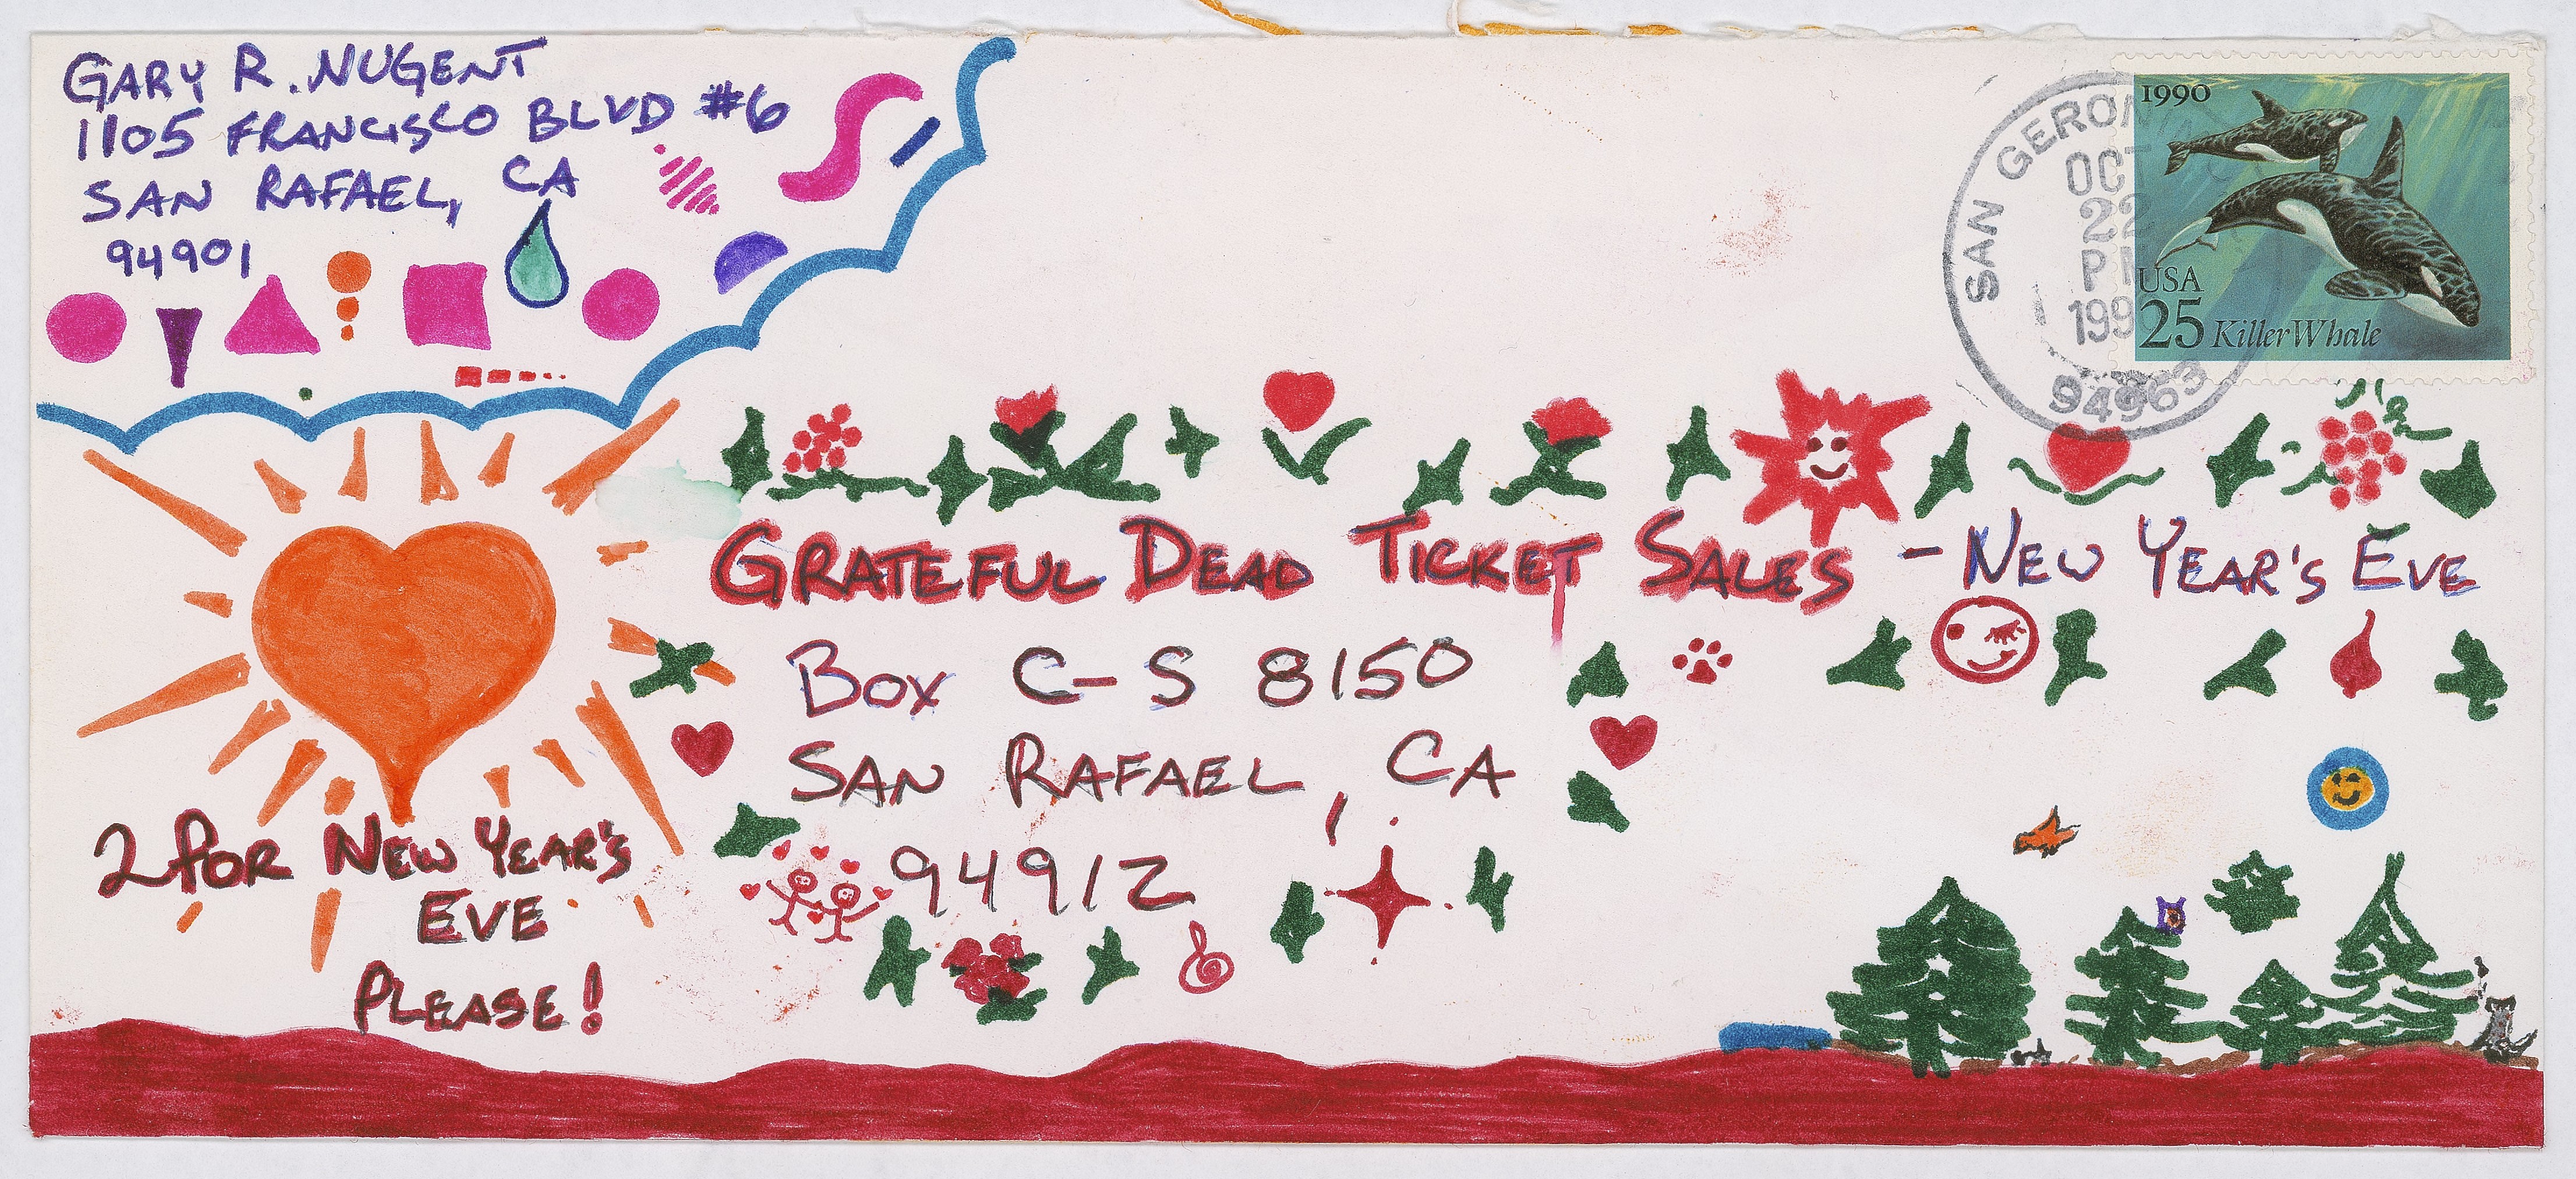 GARY R. NUGENT
1105 FRANCISCO BLVD #6
SAN RAFAEL, CA
94901
SAN GERONI
OCT
22
PM
199
94963
1990
USA
25 Killer Whale
GRATEFUL DEAD TICKET SALES - NEW YEAR'S EVE
BOX C-S 8150
SAN RAFAEL, CA
94912
2 for NEW YEAR'S
EVE
PLEASE!